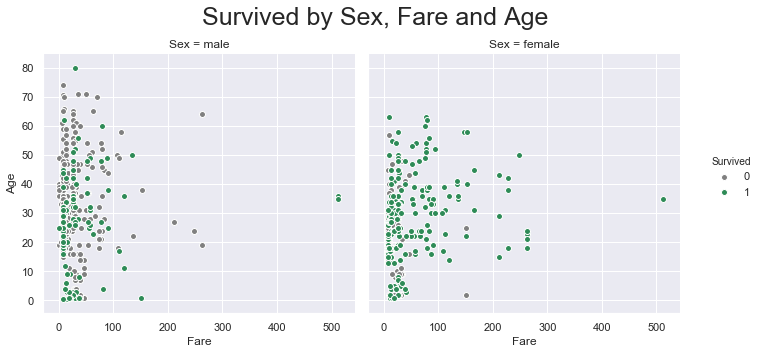 Survived by Sex, Fare and Age
Sex = male
Sex = female
80
70
60
50
40
30
20
10
0
Age
0 100 200 300 400 500
0 100 200 300 400 500
Fare
Fare
Survived
0
1